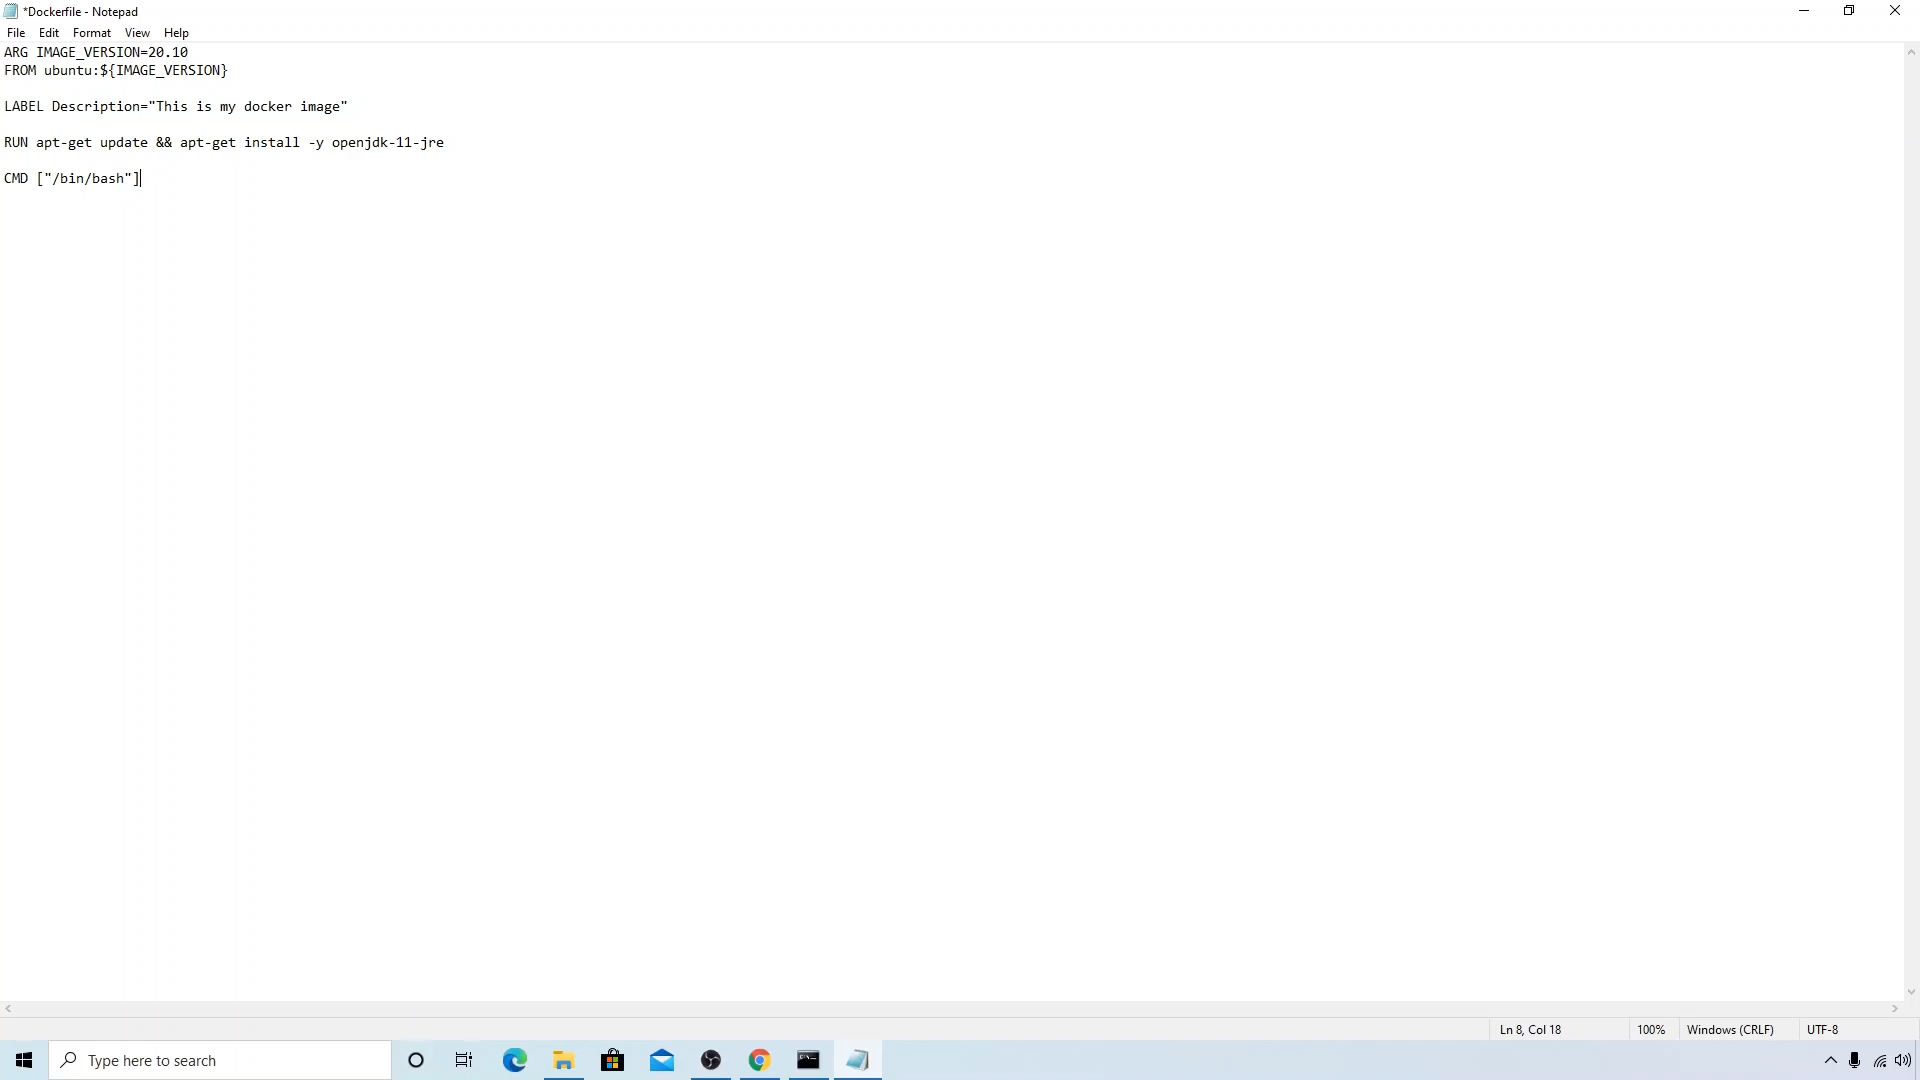 *Dockerfile - Notepad
File Edit Format View Help
ARG IMAGE_VERSION=20.10
FROM ubuntu:${IMAGE_VERSION}
LABEL Description="This is my docker image"
RUN apt-get update && apt-get install -y openjdk-11-jre
CMD ["/bin/bash"]
Ln 8, Col 18 100% Windows (CRLF) UTF-8
Type here to search